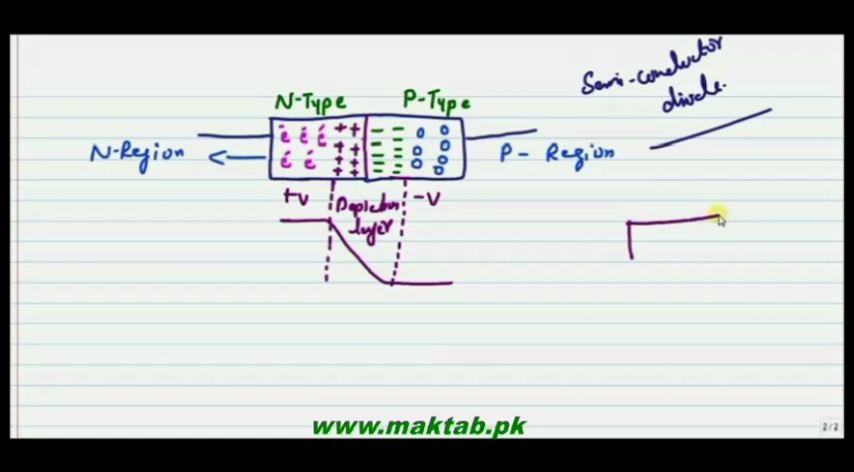 Semi-conductor
diode.
N-Type P-Type
e⁻ e⁻ e⁻ + + − − o o
N-Region P - Region
+V -V
Depletion
layer
www.maktab.pk
2/2